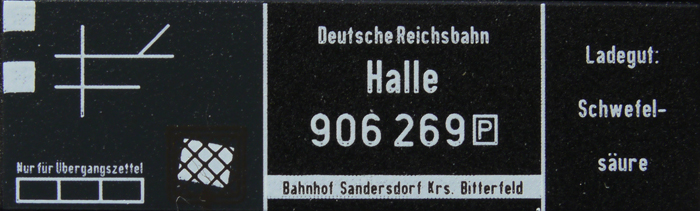 Nur für Übergangszettel
Deutsche Reichsbahn
Halle
906 269 P
Bahnhof Sandersdorf Krs. Bitterfeld
Ladegut:
Schwefel-
säure